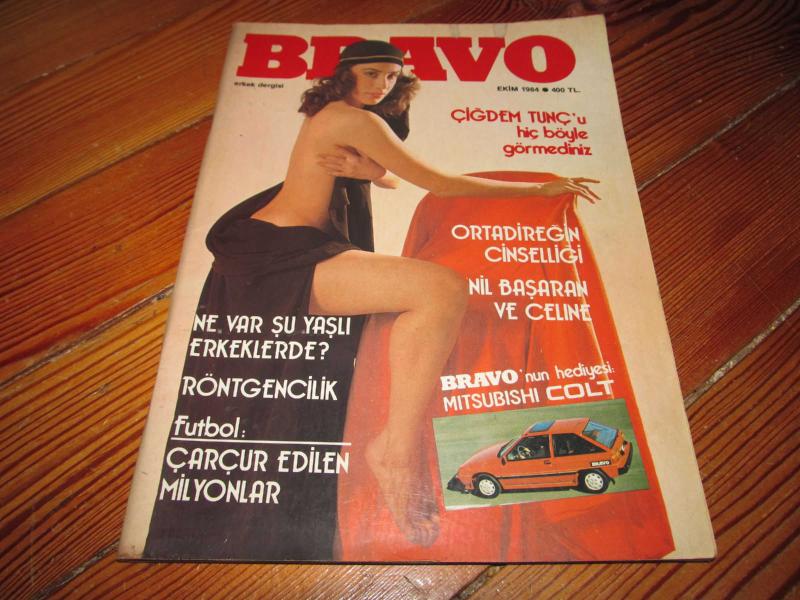 BRAVO
erkek dergisi
EKİM 1984 ● 400 TL.
ÇİĞDEM TUNÇ'u
hiç böyle
görmediniz
ORTADİREĞİN
CİNSELLİĞİ
NİL BAŞARAN
VE CELINE
NE VAR ŞU YAŞLI
ERKEKLERDE?
RÖNTGENCİLİK
Futbol:
ÇARÇUR EDİLEN
MİLYONLAR
BRAVO'nun hediyesi:
MITSUBISHI COLT
BRAVO